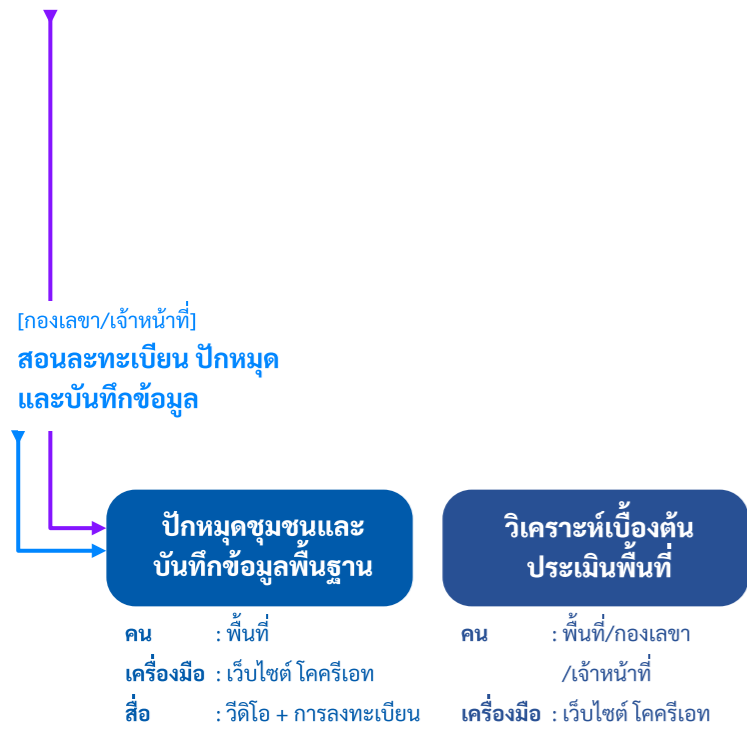 [กองเลขา/เจ้าหน้าที่]
สอนละทะเบียน ปักหมุด
และบันทึกข้อมูล
ปักหมุดชุมชนและ
บันทึกข้อมูลพื้นฐาน
คน : พื้นที่
เครื่องมือ : เว็บไซต์ โคครีเอท
สื่อ : วีดิโอ + การลงทะเบียน
วิเคราะห์เบื้องต้น
ประเมินพื้นที่
คน : พื้นที่/กองเลขา
/เจ้าหน้าที่
เครื่องมือ : เว็บไซต์ โคครีเอท